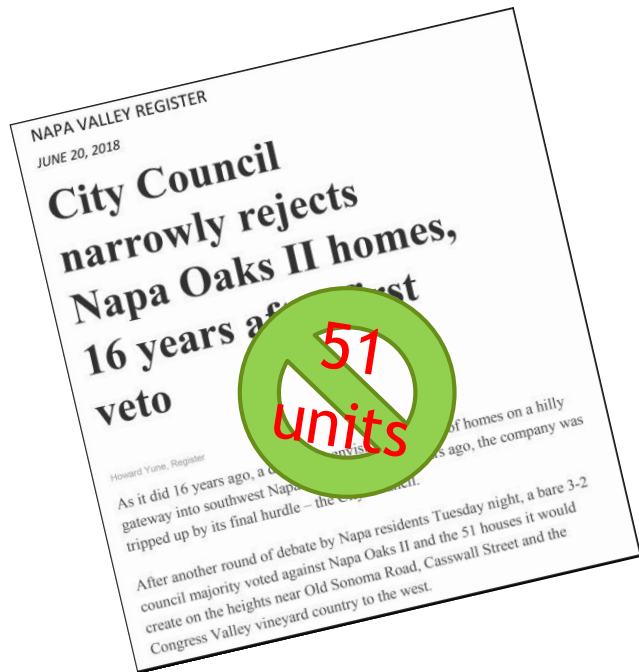 NAPA VALLEY REGISTER
JUNE 20, 2018
City Council
narrowly rejects
Napa Oaks II homes,
16 years first
veto
51
units
Howard Yune, Register
As it did 16 years ago, a of homes on a hilly
gateway into southwest Napa ago, the company was
tripped up by its final hurdle – the
After another round of debate by Napa residents Tuesday night, a bare 3-2
council majority voted against Napa Oaks II and the 51 houses it would
create on the heights near Old Sonoma Road, Casswall Street and the
Congress Valley vineyard country to the west.